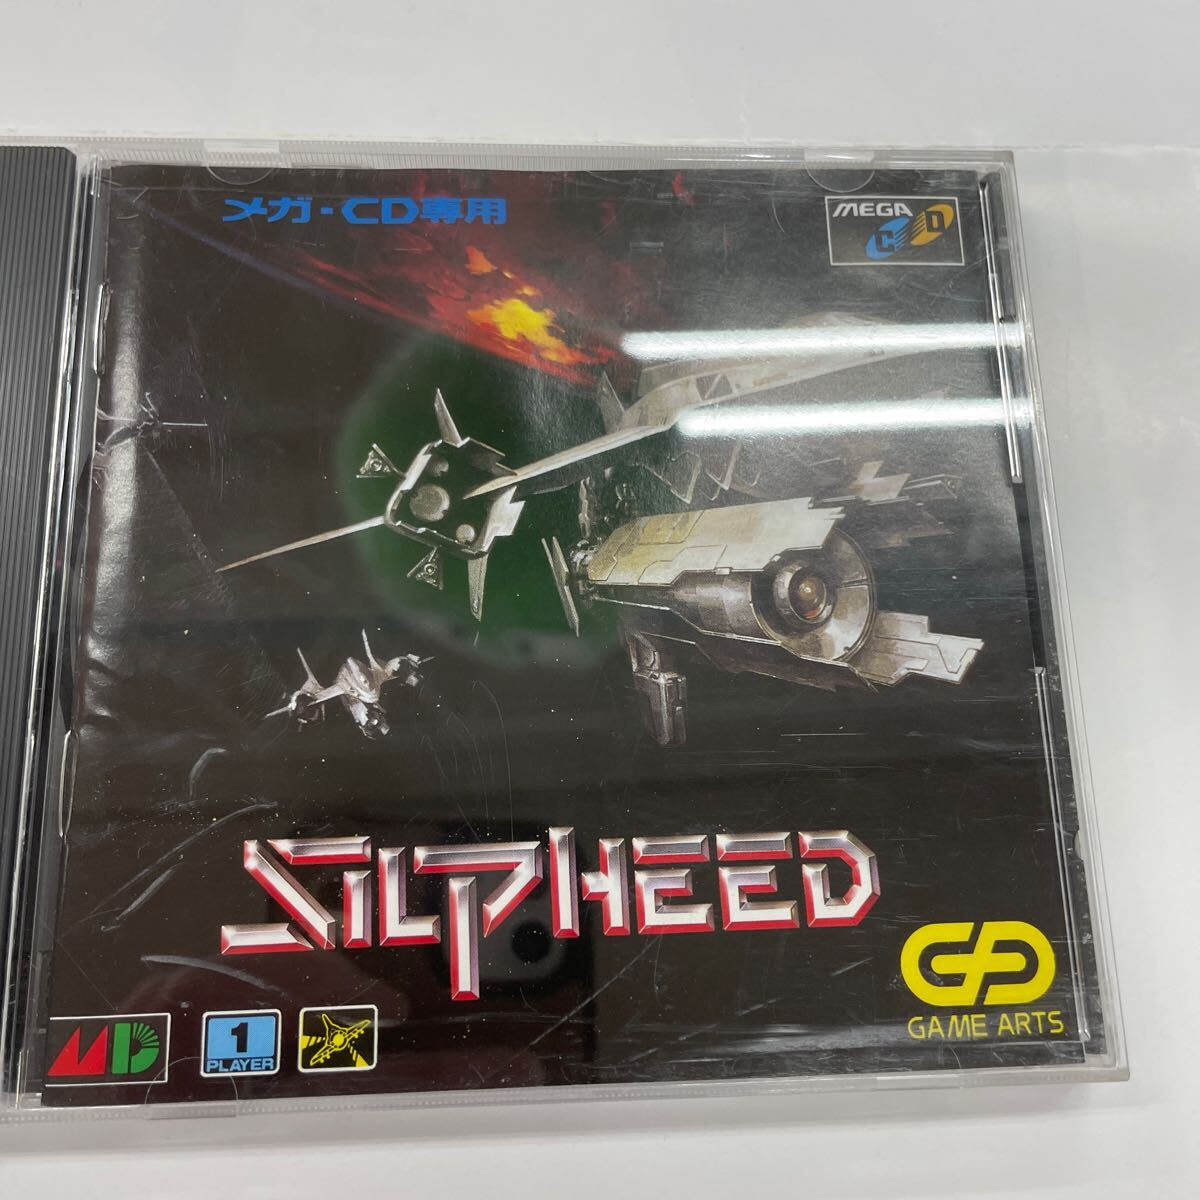 メガ・CD専用
MEGA
CD
SILPHEED
GAME ARTS
MD
1
PLAYER